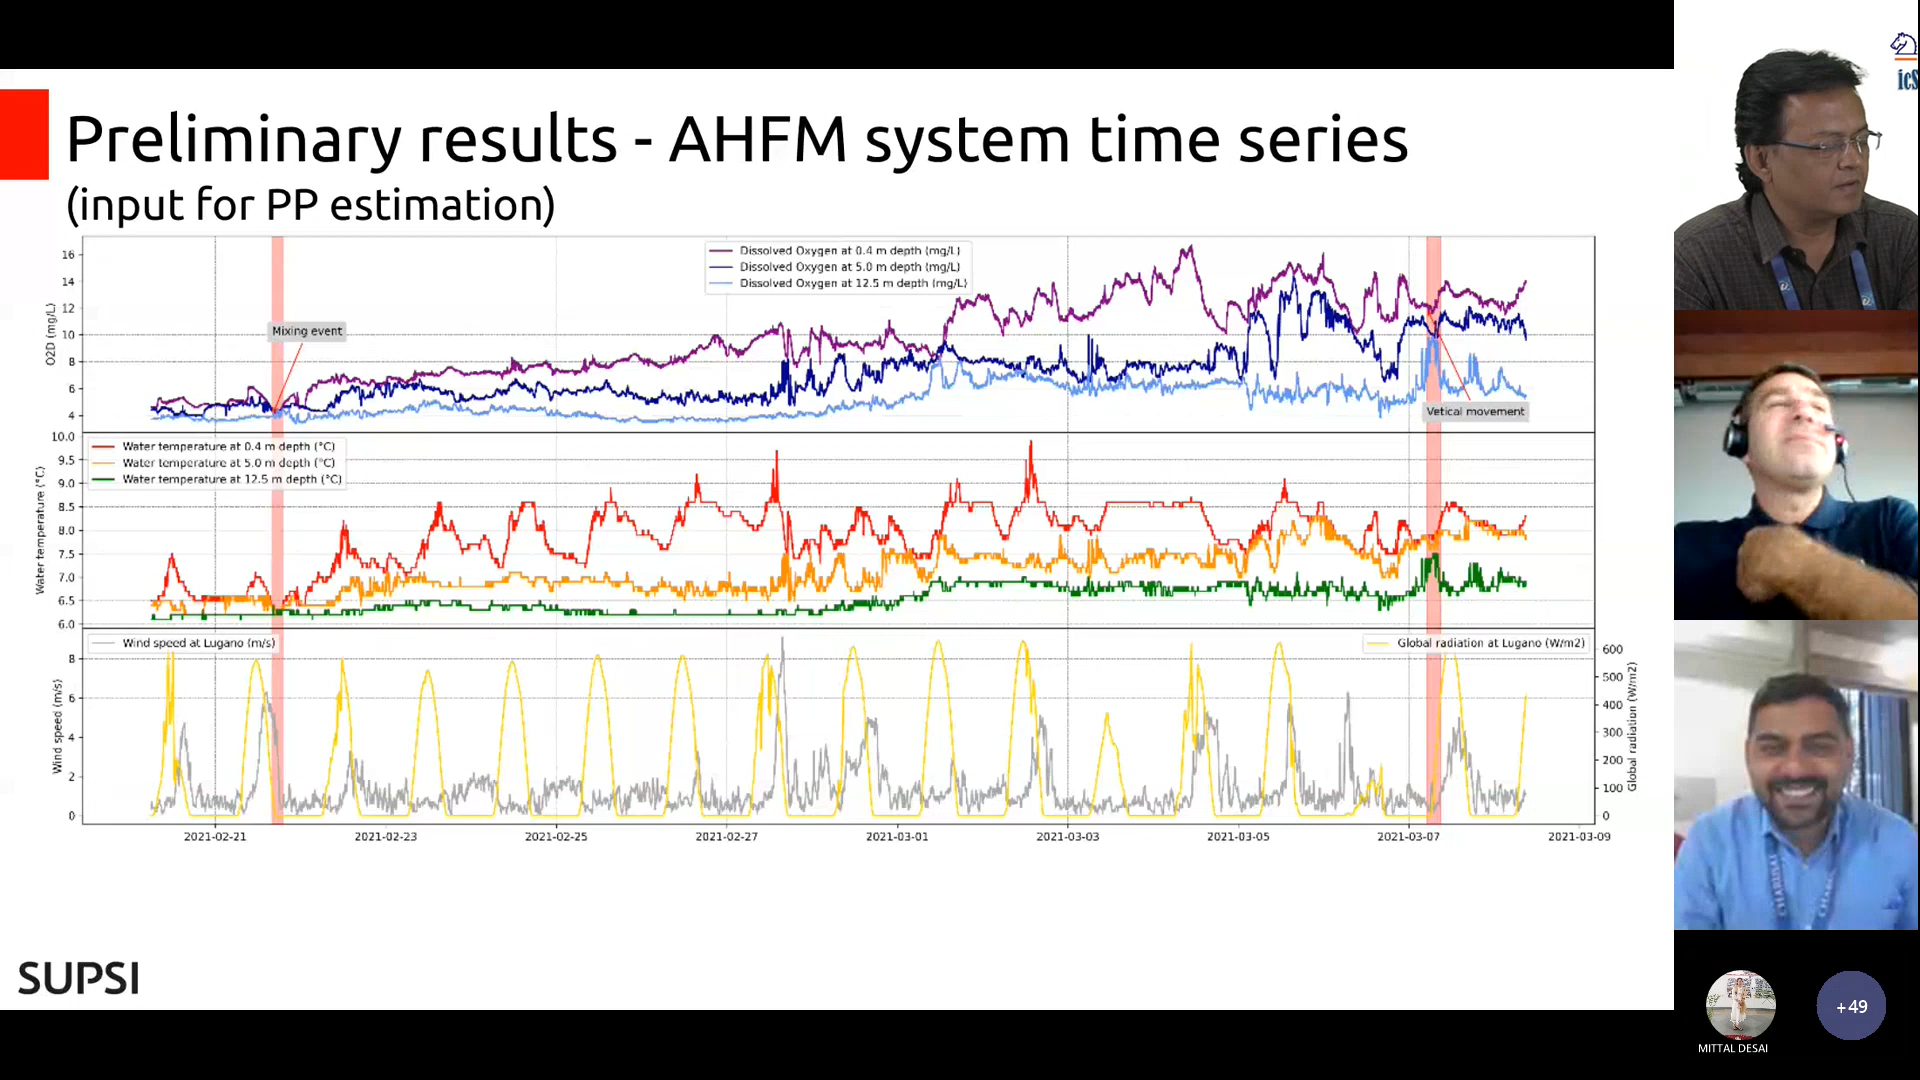 Preliminary results - AHFM system time series
(input for PP estimation)
Dissolved Oxygen at 0.4 m depth (mg/L)
Dissolved Oxygen at 5.0 m depth (mg/L)
Dissolved Oxygen at 12.5 m depth (mg/L)
O2D (mg/L)
16
14
12
10
8
6
4
Mixing event
Vetical movement
Water temperature at 0.4 m depth (°C)
Water temperature at 5.0 m depth (°C)
Water temperature at 12.5 m depth (°C)
Water temperature (°C)
10.0
9.5
9.0
8.5
8.0
7.5
7.0
6.5
6.0
Wind speed at Lugano (m/s)
Global radiation at Lugano (W/m2)
Wind speed (m/s)
8
6
4
2
0
Global radiation (W/m2)
600
500
400
300
200
100
0
2021-02-21
2021-02-23
2021-02-25
2021-02-27
2021-03-01
2021-03-03
2021-03-05
2021-03-07
2021-03-09
SUPSI
icS
+49
MITTAL DESAI